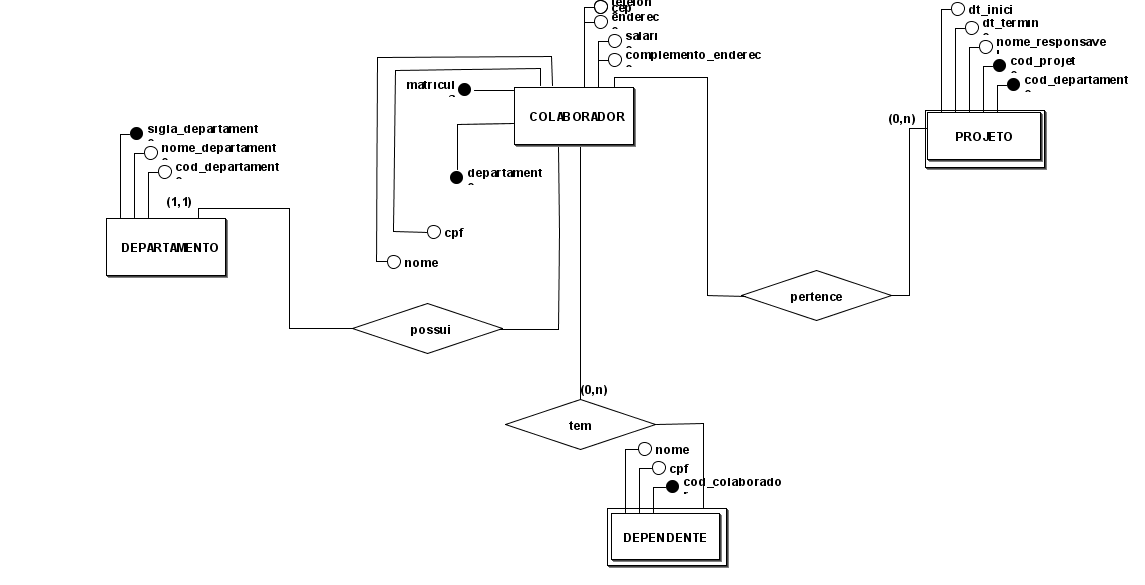 cep
enderec
salari
complemento_enderec
matricul
COLABORADOR
departament
cpf
nome
dt_inici
dt_termin
nome_responsave
cod_projet
cod_departament
(0,n)
PROJETO
sigla_departament
nome_departament
cod_departament
(1,1)
DEPARTAMENTO
possui
pertence
(0,n)
tem
nome
cpf
cod_colaborado
DEPENDENTE